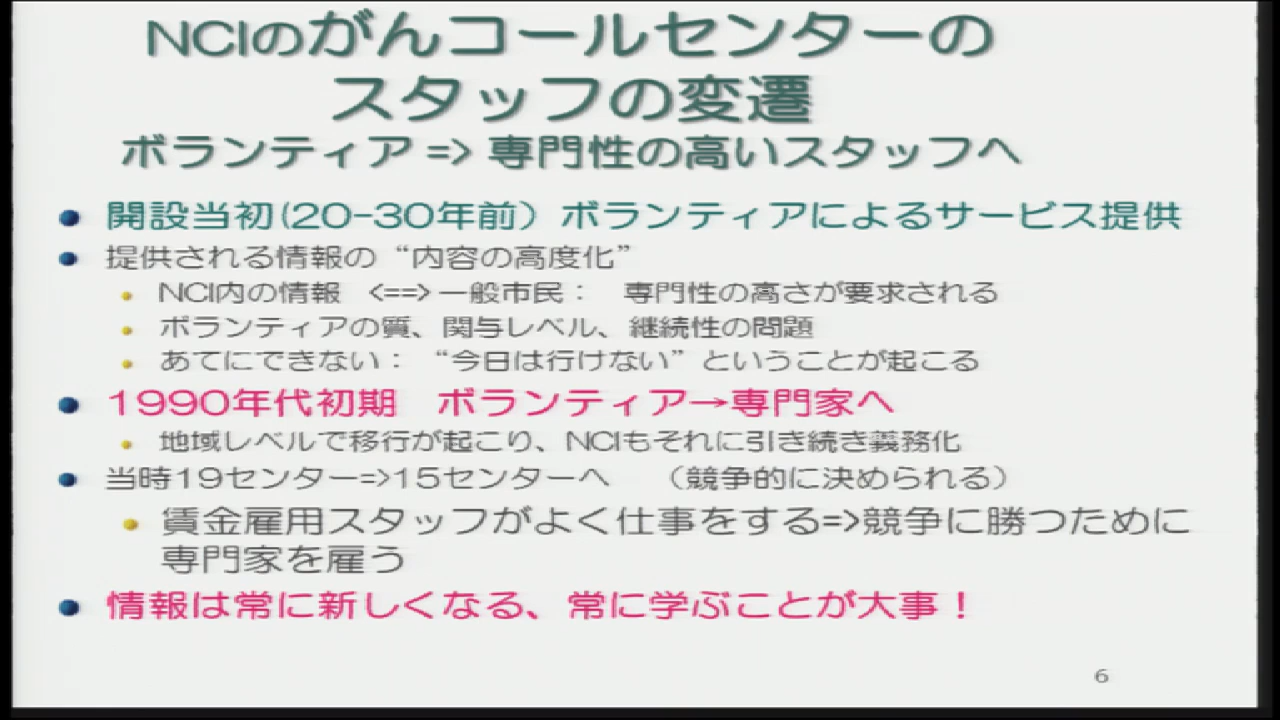 NCIのがんコールセンターの
スタッフの変遷
ボランティア => 専門性の高いスタッフへ
開設当初(20-30年前）ボランティアによるサービス提供
提供される情報の“内容の高度化”
NCI内の情報 <==> 一般市民： 専門性の高さが要求される
ボランティアの質、関与レベル、継続性の問題
あてにできない： “今日は行けない”ということが起こる
1990年代初期 ボランティア→専門家へ
地域レベルで移行が起こり、NCIもそれに引き続き義務化
当時19センター=>15センターへ （競争的に決められる）
賃金雇用スタッフがよく仕事をする=>競争に勝つために
専門家を雇う
情報は常に新しくなる、常に学ぶことが大事！
6